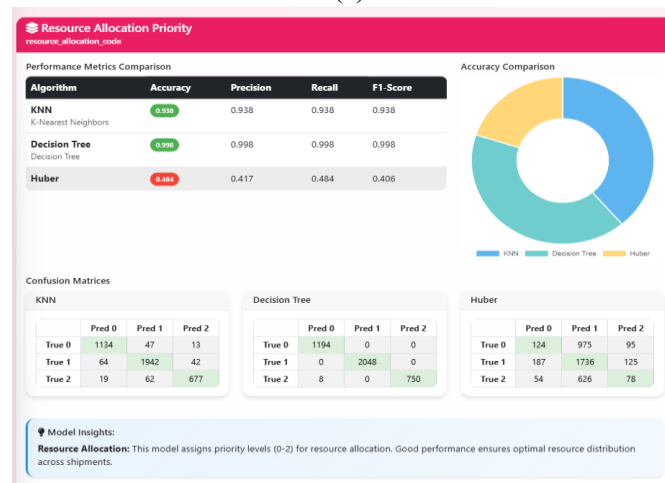 Resource Allocation Priority
resource_allocation_code
Performance Metrics Comparison
Algorithm Accuracy Precision Recall F1-Score
KNN 0.938 0.938 0.938 0.938
K-Nearest Neighbors
Decision Tree 0.998 0.998 0.998 0.998
Decision Tree
Huber 0.484 0.417 0.484 0.406
Accuracy Comparison
KNN Decision Tree Huber
Confusion Matrices
KNN
Pred 0 Pred 1 Pred 2
True 0 1134 47 13
True 1 64 1942 42
True 2 19 62 677
Decision Tree
Pred 0 Pred 1 Pred 2
True 0 1194 0 0
True 1 0 2048 0
True 2 8 0 750
Huber
Pred 0 Pred 1 Pred 2
True 0 124 975 95
True 1 187 1736 125
True 2 54 626 78
Model Insights:
Resource Allocation: This model assigns priority levels (0-2) for resource allocation. Good performance ensures optimal resource distribution
across shipments.